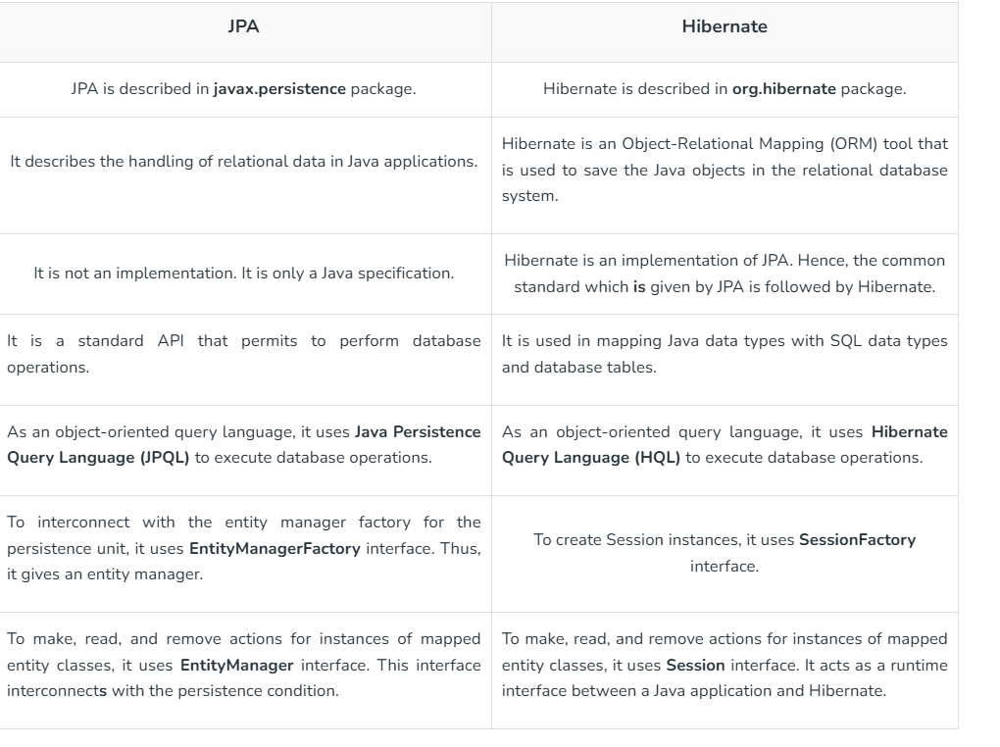 JPA
Hibernate
JPA is described in javax.persistence package.
Hibernate is described in org.hibernate package.
It describes the handling of relational data in Java applications.
Hibernate is an Object-Relational Mapping (ORM) tool that
is used to save the Java objects in the relational database
system.
It is not an implementation. It is only a Java specification.
Hibernate is an implementation of JPA. Hence, the common
standard which is given by JPA is followed by Hibernate.
It is a standard API that permits to perform database
operations.
It is used in mapping Java data types with SQL data types
and database tables.
As an object-oriented query language, it uses Java Persistence
Query Language (JPQL) to execute database operations.
As an object-oriented query language, it uses Hibernate
Query Language (HQL) to execute database operations.
To interconnect with the entity manager factory for the
persistence unit, it uses EntityManagerFactory interface. Thus,
it gives an entity manager.
To create Session instances, it uses SessionFactory
interface.
To make, read, and remove actions for instances of mapped
entity classes, it uses EntityManager interface. This interface
interconnects with the persistence condition.
To make, read, and remove actions for instances of mapped
entity classes, it uses Session interface. It acts as a runtime
interface between a Java application and Hibernate.